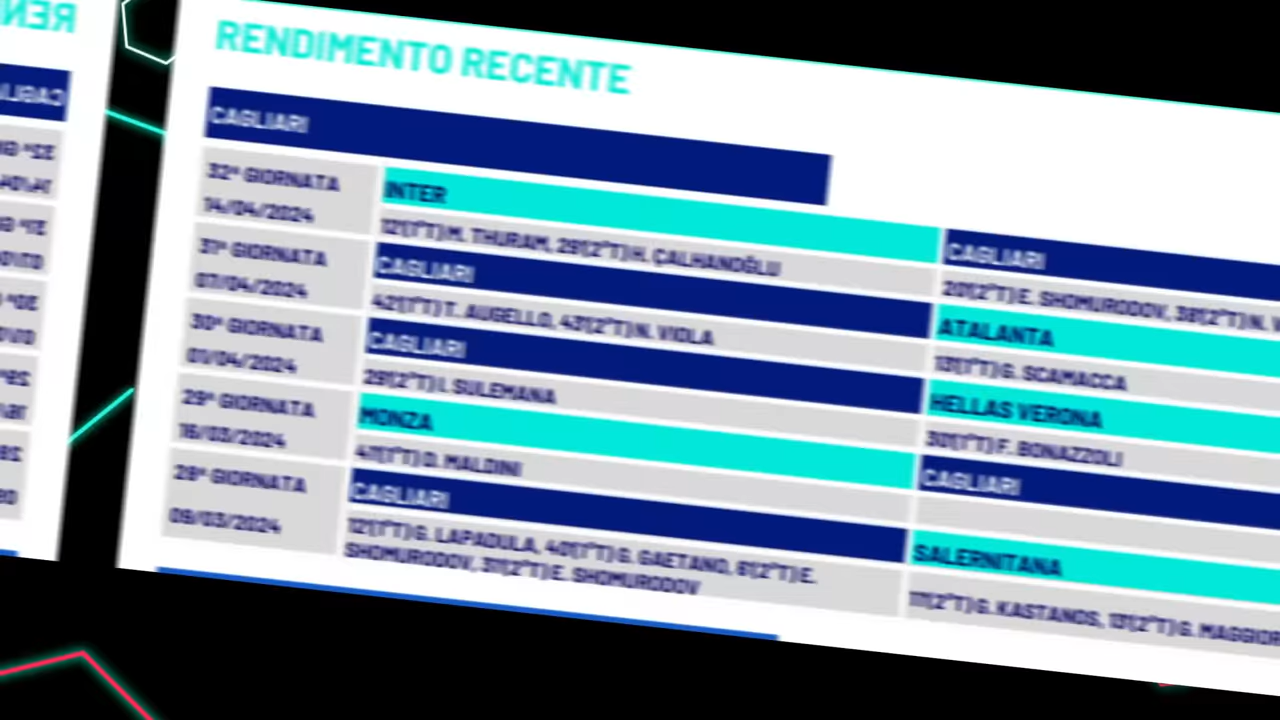 RENDIMENTO RECENTE
CAGLIARI
32ª GIORNATA
14/04/2024
INTER
12'(1°T) M. THURAM, 29'(2°T) H. ÇALHANOĞLU
CAGLIARI
20'(2°T) E. SHOMURODOV, 38'(2°T) N.
31ª GIORNATA
07/04/2024
CAGLIARI
42'(1°T) T. AUGELLO, 43'(2°T) N. VIOLA
ATALANTA
13'(1°T) G. SCAMACCA
30ª GIORNATA
01/04/2024
CAGLIARI
29'(2°T) I. SULEMANA
HELLAS VERONA
30'(1°T) F. BONAZZOLI
29ª GIORNATA
16/03/2024
MONZA
41'(1°T) D. MALDINI
CAGLIARI
28ª GIORNATA
09/03/2024
CAGLIARI
12'(1°T) G. LAPADULA, 40'(1°T) G. GAETANO, 6'(2°T) E.
SHOMURODOV, 31'(2°T) E. SHOMURODOV
SALERNITANA
11'(2°T) G. KASTANOS, 13'(2°T) G. MAGGIOR